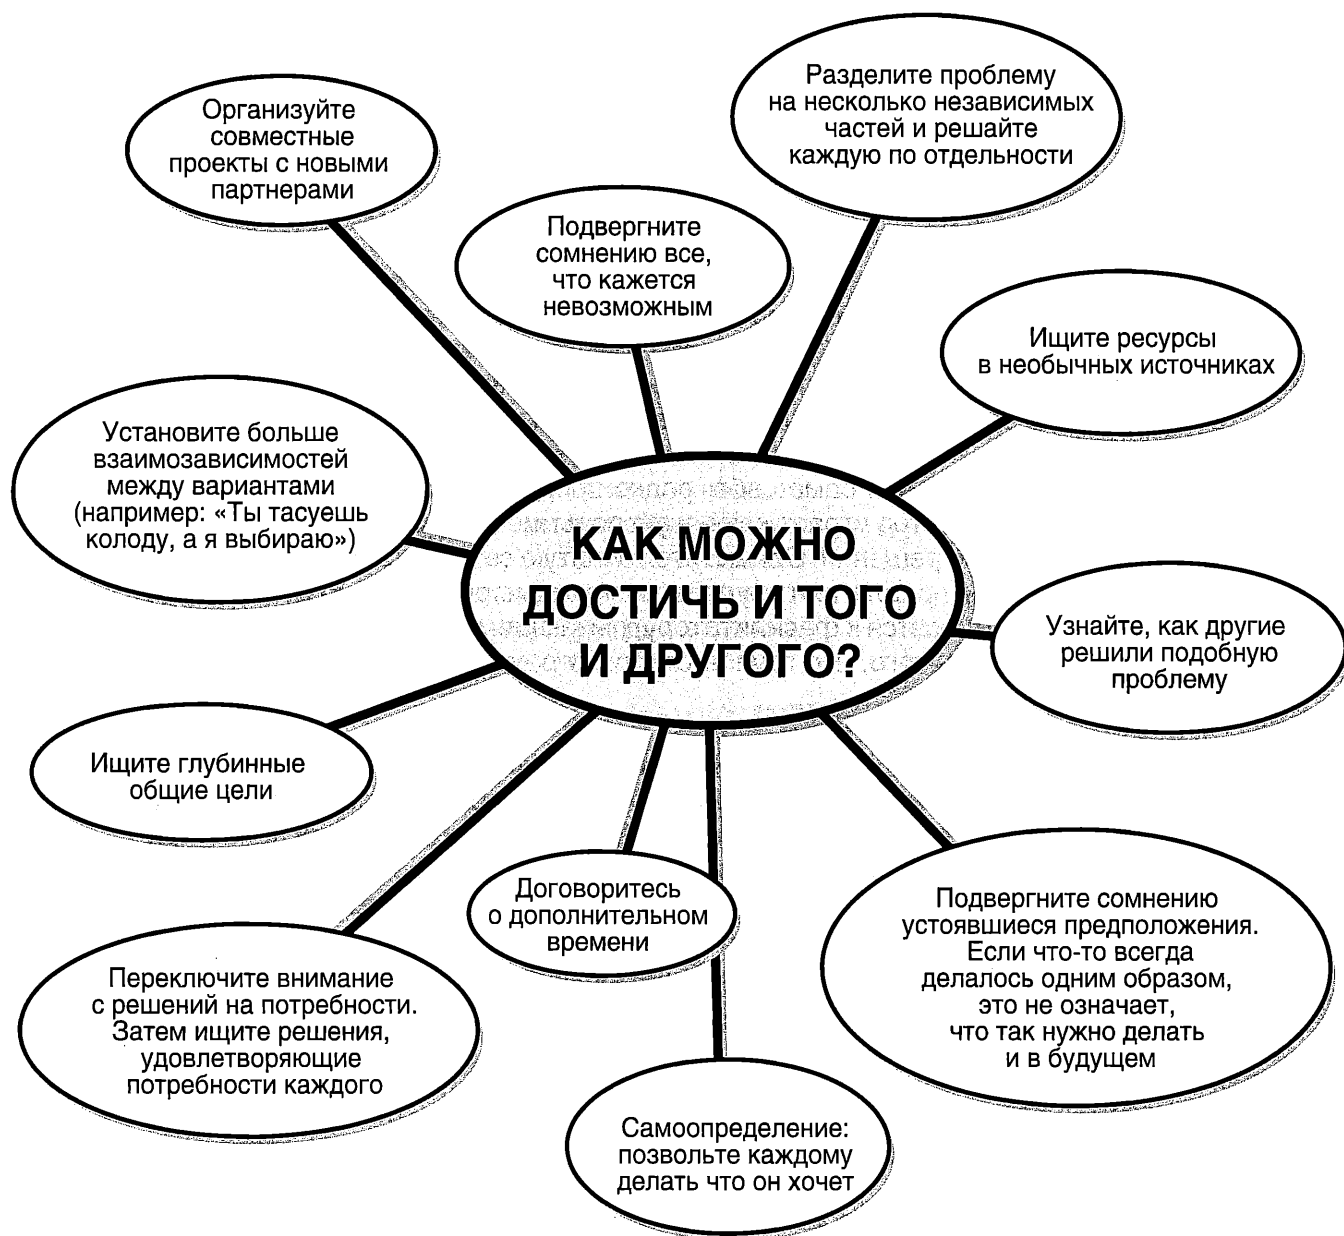 Организуйте
совместные
проекты с новыми
партнерами
Разделите проблему
на несколько независимых
частей и решайте
каждую по отдельности
Подвергните
сомнению все,
что кажется
невозможным
Ищите ресурсы
в необычных источниках
Установите больше
взаимозависимостей
между вариантами
(например: «Ты тасуешь
колоду, а я выбираю»)
КАК МОЖНО
ДОСТИЧЬ И ТОГО
И ДРУГОГО?
Узнайте, как другие
решили подобную
проблему
Ищите глубинные
общие цели
Договоритесь
о дополнительном
времени
Подвергните сомнению
устоявшиеся предположения.
Если что-то всегда
делалось одним образом,
это не означает,
что так нужно делать
и в будущем
Переключите внимание
с решений на потребности.
Затем ищите решения,
удовлетворяющие
потребности каждого
Самоопределение:
позвольте каждому
делать что он хочет